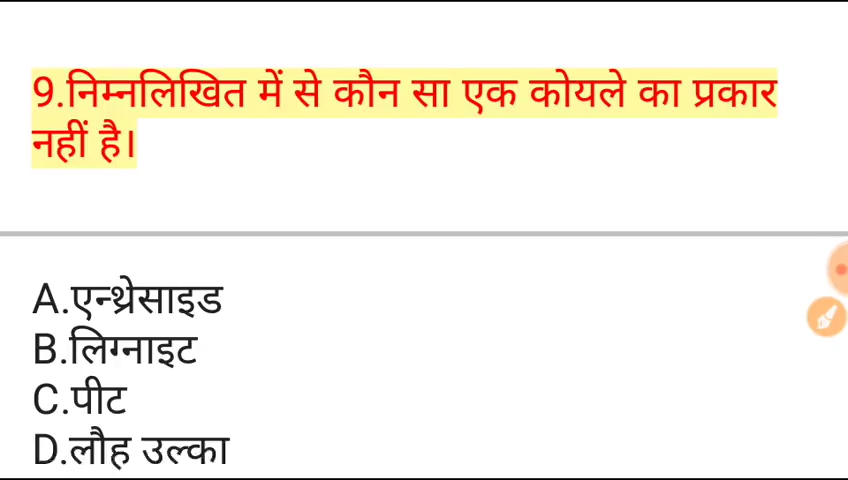 9.निम्नलिखित में से कौन सा एक कोयले का प्रकार
नहीं है।
A.एन्थ्रेसाइड
B.लिग्नाइट
C.पीट
D.लौह उल्का